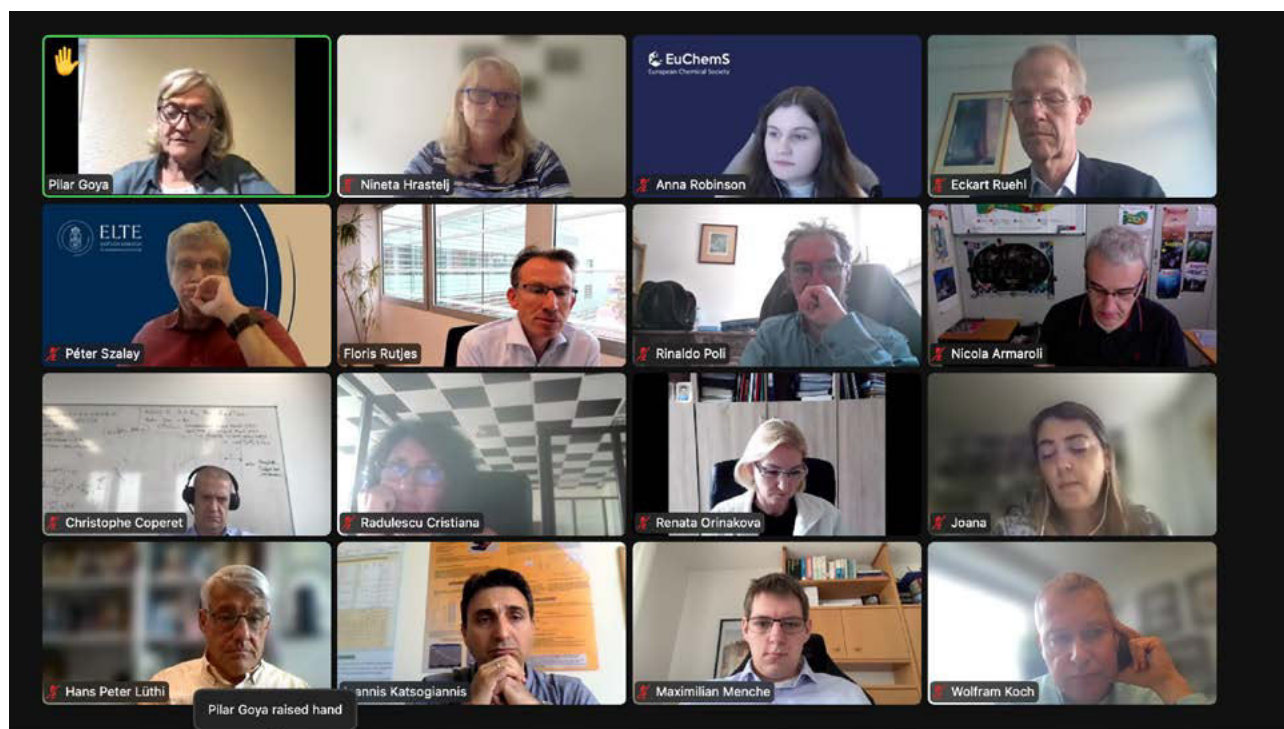 EuChemS
European Chemical Society
Pilar Goya
Nineta Hrastelj
Anna Robinson
Eckart Ruehl
ELTE
Péter Szalay
Floris Rutjes
Rinaldo Poli
Nicola Armaroli
Christophe Coperet
Radulescu Cristiana
Renata Orinakova
Joana
Hans Peter Lüthi
annis Katsogiannis
Maximilian Menche
Wolfram Koch
Pilar Goya raised hand